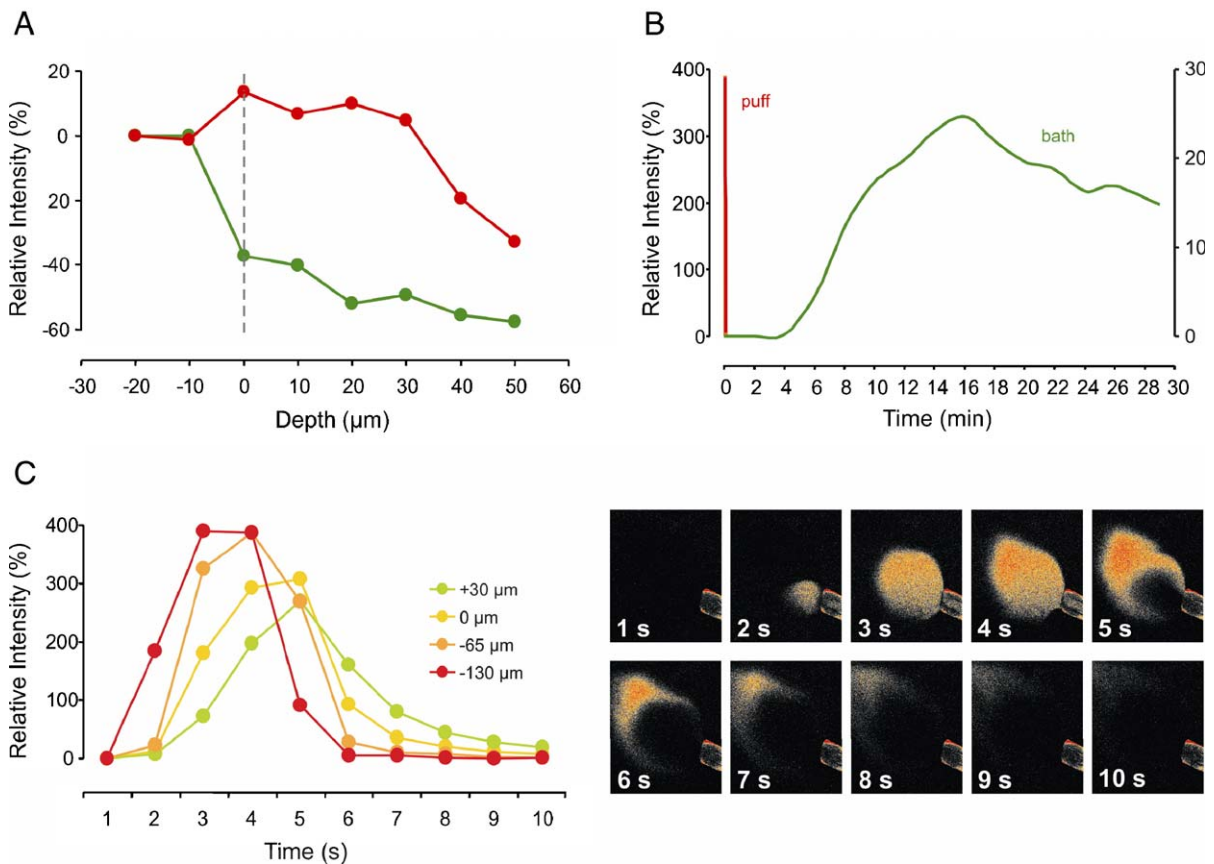 A
Relative Intensity (%)
20
0
20
-40
-60
-30 -20 -10 0 10 20 30 40 50 60
Depth (µm)
B
Relative Intensity (%)
400
300
200
100
0
puff
bath
30
20
10
0
0 2 4 6 8 10 12 14 16 18 20 22 24 26 28 30
Time (min)
C
Relative Intensity (%)
400
300
200
100
0
+30 µm
0 µm
-65 µm
-130 µm
1 2 3 4 5 6 7 8 9 10
Time (s)
1 s 2 s 3 s 4 s 5 s
6 s 7 s 8 s 9 s 10 s